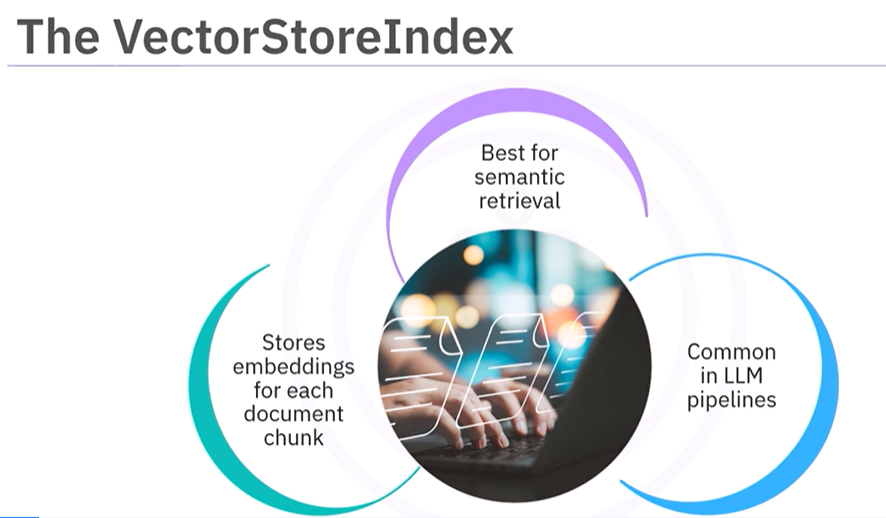 The VectorStoreIndex
Best for
semantic
retrieval
Stores
embeddings
for each
document
chunk
Common
in LLM
pipelines